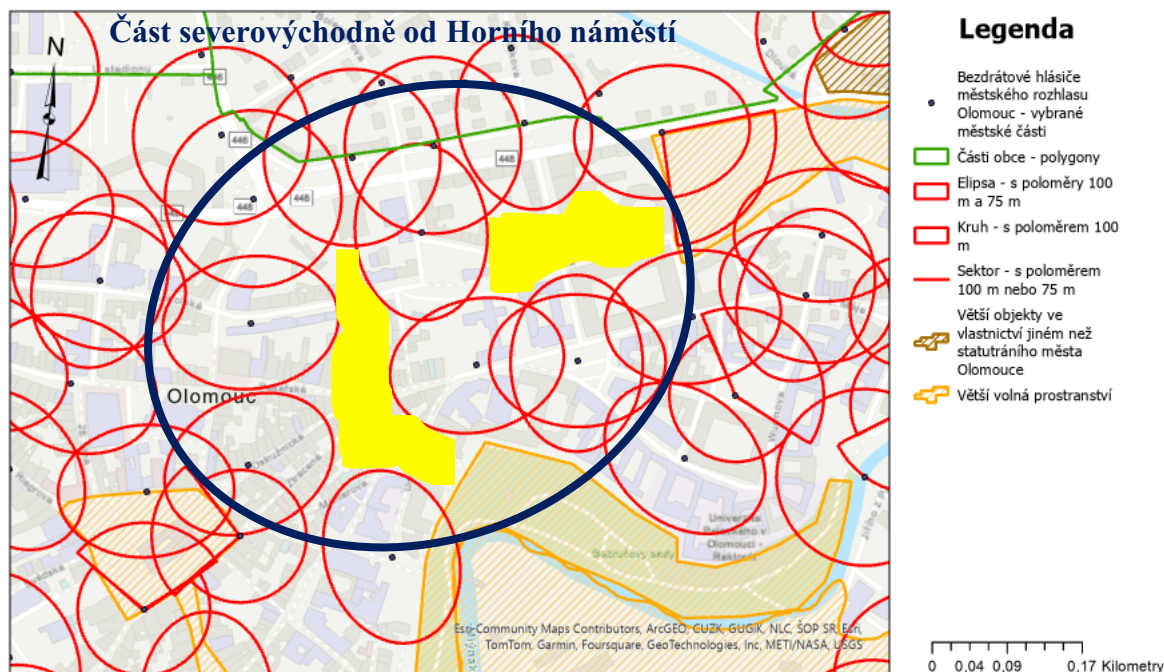 Část severovýchodně od Horního náměstí
N
448
448
448
448
Olomouc
Ostružnická
Wurmova
Univerzita
Palackého v
Olomouci -
Rektorát
Bezručovy sady
Esri Community Maps Contributors, ArcGEO, CUZK, GUGiK, NLC, ŠOP SR, Esri,
TomTom, Garmin, Foursquare, GeoTechnologies, Inc, METI/NASA, USGS
Legenda
Bezdrátové hlásiče
městského rozhlasu
Olomouc - vybrané
městské části
Části obce - polygony
Elipsa - s poloměry 100
m a 75 m
Kruh - s poloměrem 100
m
Sektor - s poloměrem
100 m nebo 75 m
Větší objekty ve
vlastnictví jiném než
statutráního města
Olomouce
Větší volná prostranství
0 0,04 0,09 0,17 Kilometry